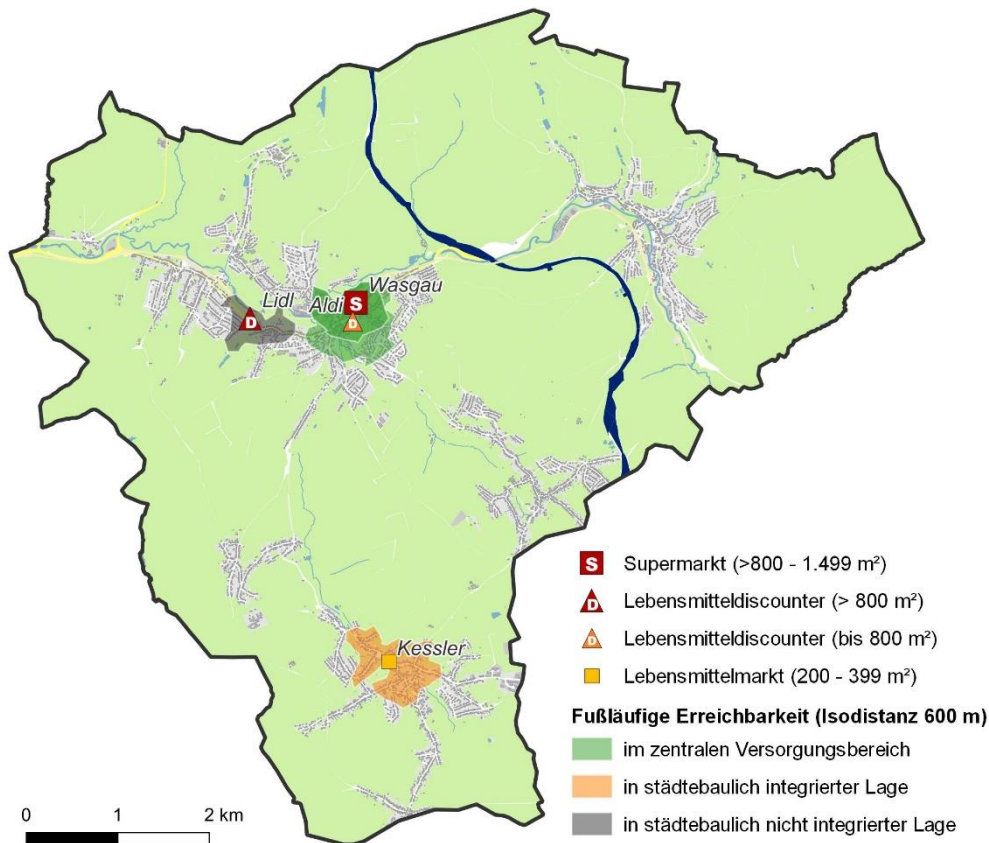 Wasgau
Lidl
Aldi
S
D
D
Kessler
S Supermarkt (>800 - 1.499 m²)
D Lebensmitteldiscounter (> 800 m²)
D Lebensmitteldiscounter (bis 800 m²)
Lebensmittelmarkt (200 - 399 m²)
Fußläufige Erreichbarkeit (Isodistanz 600 m)
im zentralen Versorgungsbereich
in städtebaulich integrierter Lage
in städtebaulich nicht integrierter Lage
0 1 2 km